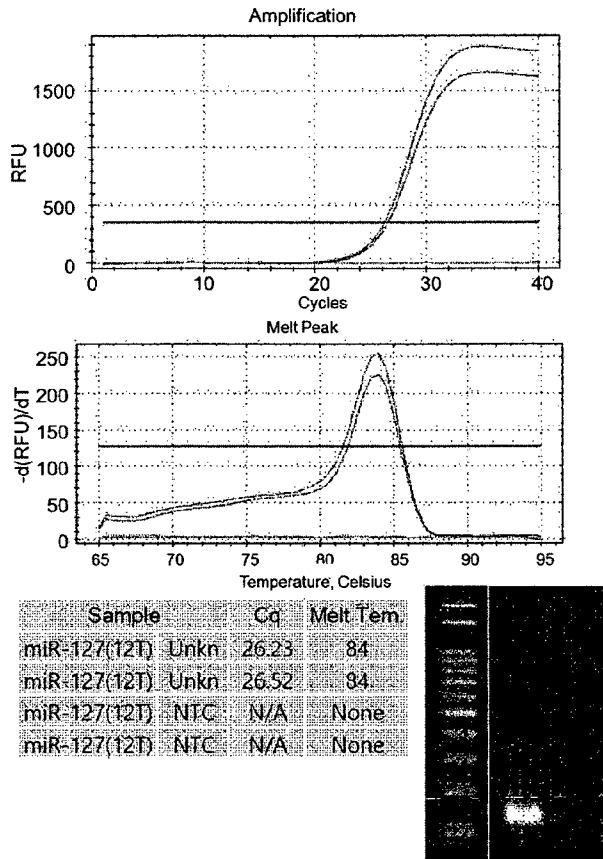 Amplification
RFU
1500
1000
500
0
0 10 20 30 40
Cycles
Melt Peak
-d(RFU)/dT
250
200
150
100
50
0
65 70 75 80 85 90 95
Temperature, Celsius
Sample Cq Melt Tem.
miR-127(12T) Unkn 26.23 84
miR-127(12T) Unkn 26.52 84
miR-127(12T) NTC N/A None
miR-127(12T) NTC N/A None